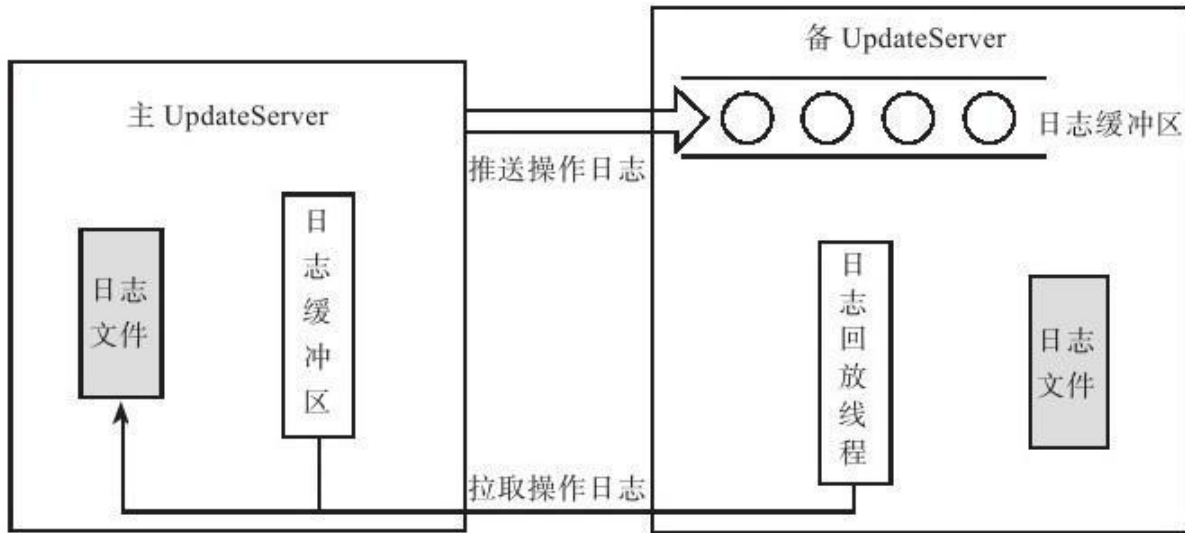 备 UpdateServer
主 UpdateServer
日志缓冲区
推送操作日志
日志缓冲区
日志
文件
日志回放线程
日志
文件
拉取操作日志